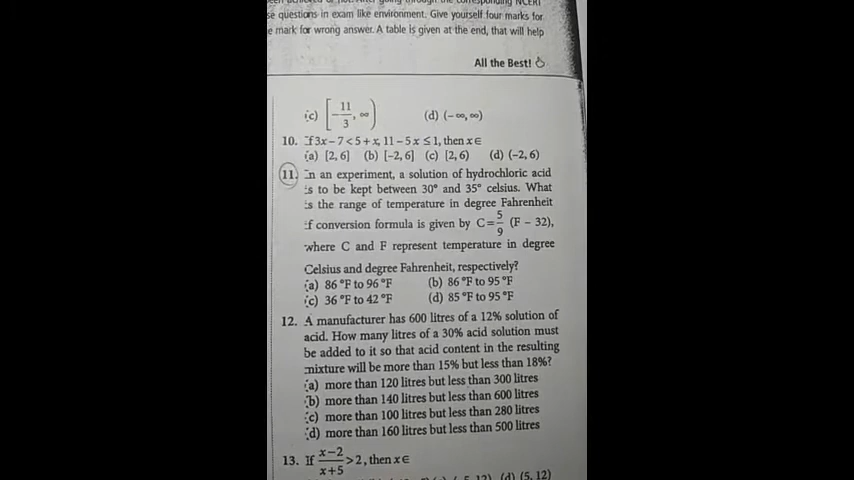 se questions in exam like environment. Give yourself four marks for
e mark for wrong answer. A table is given at the end, that will help
All the Best!
(c) [-11/3, ∞) (d) (-∞, ∞)
10. If 3x – 7 < 5 + x, 11 – 5x ≤ 1, then x ∈
(a) [2, 6] (b) [–2, 6] (c) [2, 6) (d) (–2, 6)
11. In an experiment, a solution of hydrochloric acid
is to be kept between 30° and 35° celsius. What
is the range of temperature in degree Fahrenheit
if conversion formula is given by C = 5/9 (F – 32),
where C and F represent temperature in degree
Celsius and degree Fahrenheit, respectively?
(a) 86 °F to 96 °F (b) 86 °F to 95 °F
(c) 36 °F to 42 °F (d) 85 °F to 95 °F
12. A manufacturer has 600 litres of a 12% solution of
acid. How many litres of a 30% acid solution must
be added to it so that acid content in the resulting
mixture will be more than 15% but less than 18%?
(a) more than 120 litres but less than 300 litres
(b) more than 140 litres but less than 600 litres
(c) more than 100 litres but less than 280 litres
(d) more than 160 litres but less than 500 litres
13. If x–2/x+5 > 2, then x ∈
(d) (5, 12)